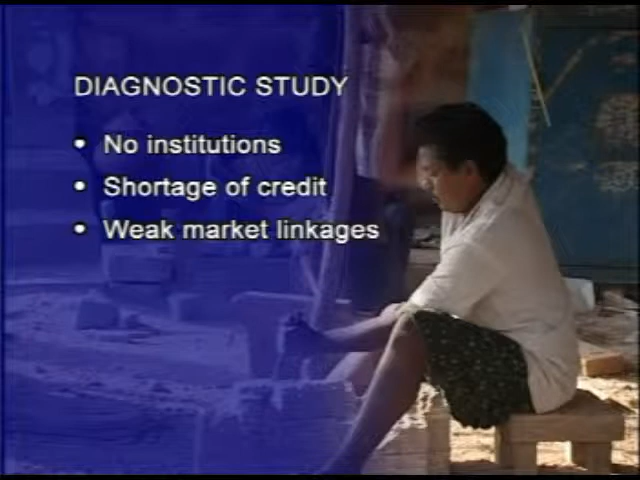 DIAGNOSTIC STUDY
• No institutions
• Shortage of credit
• Weak market linkages